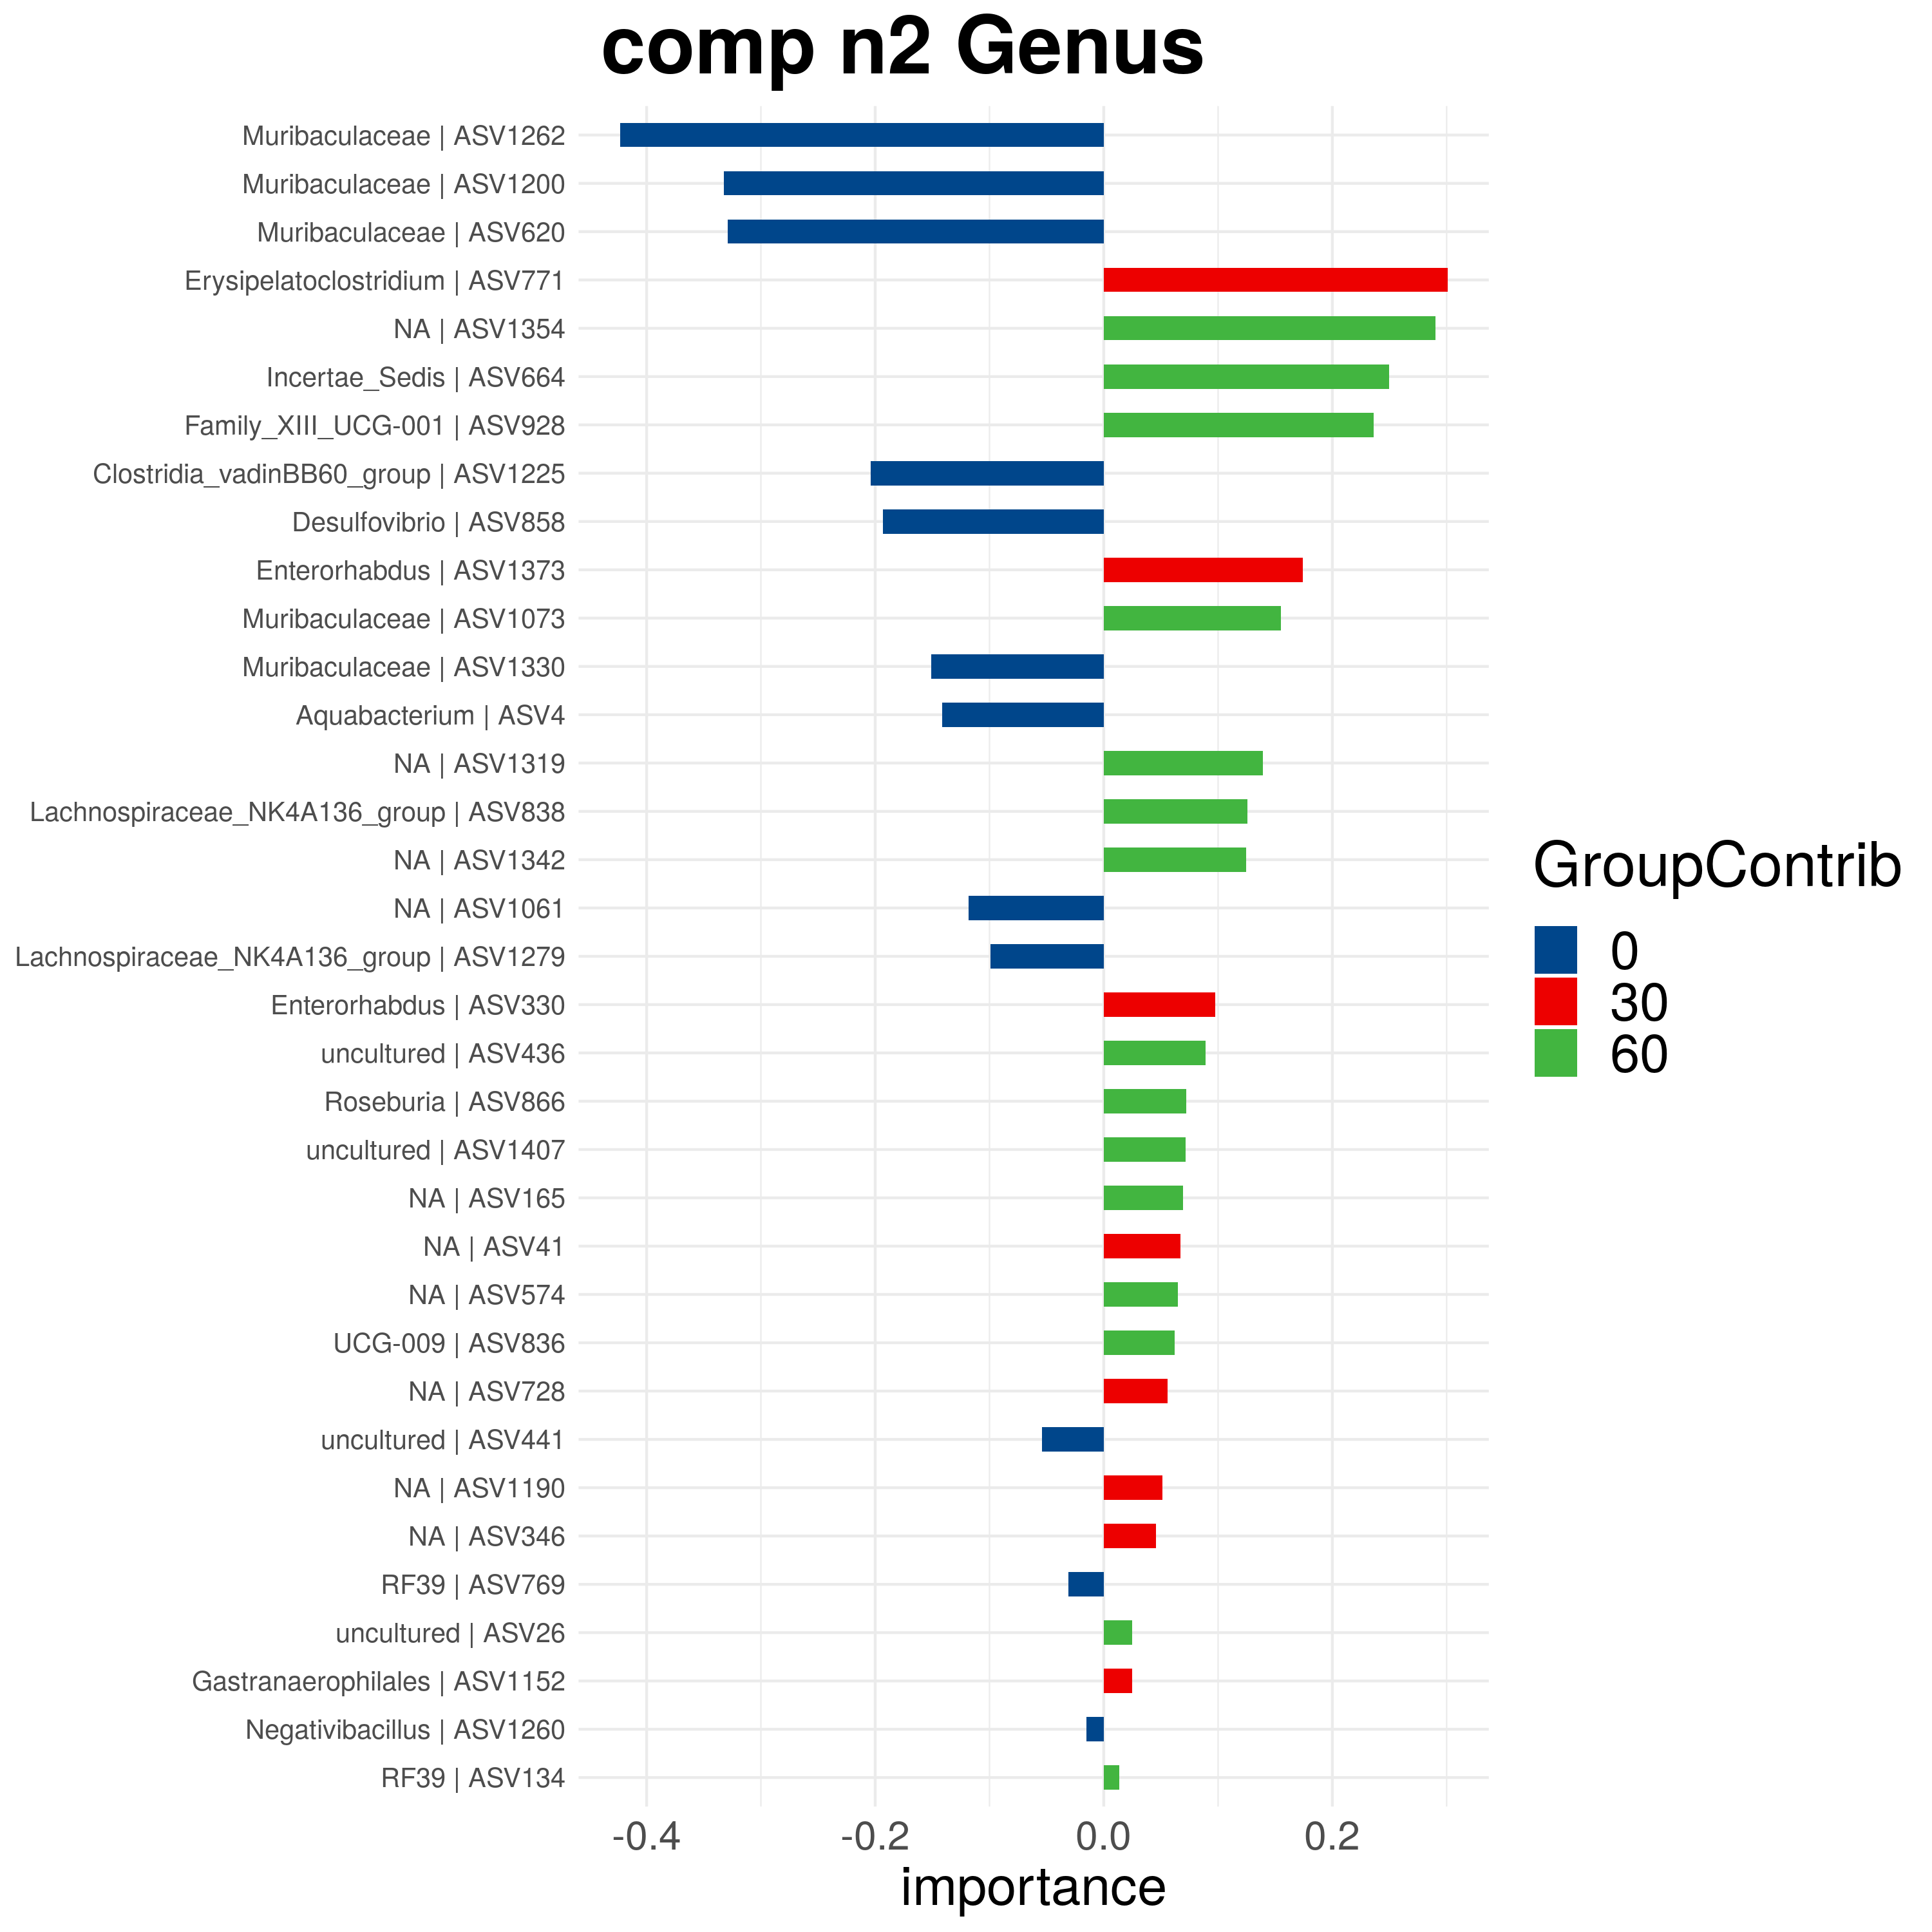 comp n2 Genus
Muribaculaceae | ASV1262
Muribaculaceae | ASV1200
Muribaculaceae | ASV620
Erysipelatoclostridium | ASV771
NA | ASV1354
Incertae_Sedis | ASV664
Family_XIII_UCG-001 | ASV928
Clostridia_vadinBB60_group | ASV1225
Desulfovibrio | ASV858
Enterorhabdus | ASV1373
Muribaculaceae | ASV1073
Muribaculaceae | ASV1330
Aquabacterium | ASV4
NA | ASV1319
Lachnospiraceae_NK4A136_group | ASV838
NA | ASV1342
NA | ASV1061
Lachnospiraceae_NK4A136_group | ASV1279
Enterorhabdus | ASV330
uncultured | ASV436
Roseburia | ASV866
uncultured | ASV1407
NA | ASV165
NA | ASV41
NA | ASV574
UCG-009 | ASV836
NA | ASV728
uncultured | ASV441
NA | ASV1190
NA | ASV346
RF39 | ASV769
uncultured | ASV26
Gastranaerophilales | ASV1152
Negativibacillus | ASV1260
RF39 | ASV134
-0.4 -0.2 0.0 0.2
importance
GroupContrib
0
30
60